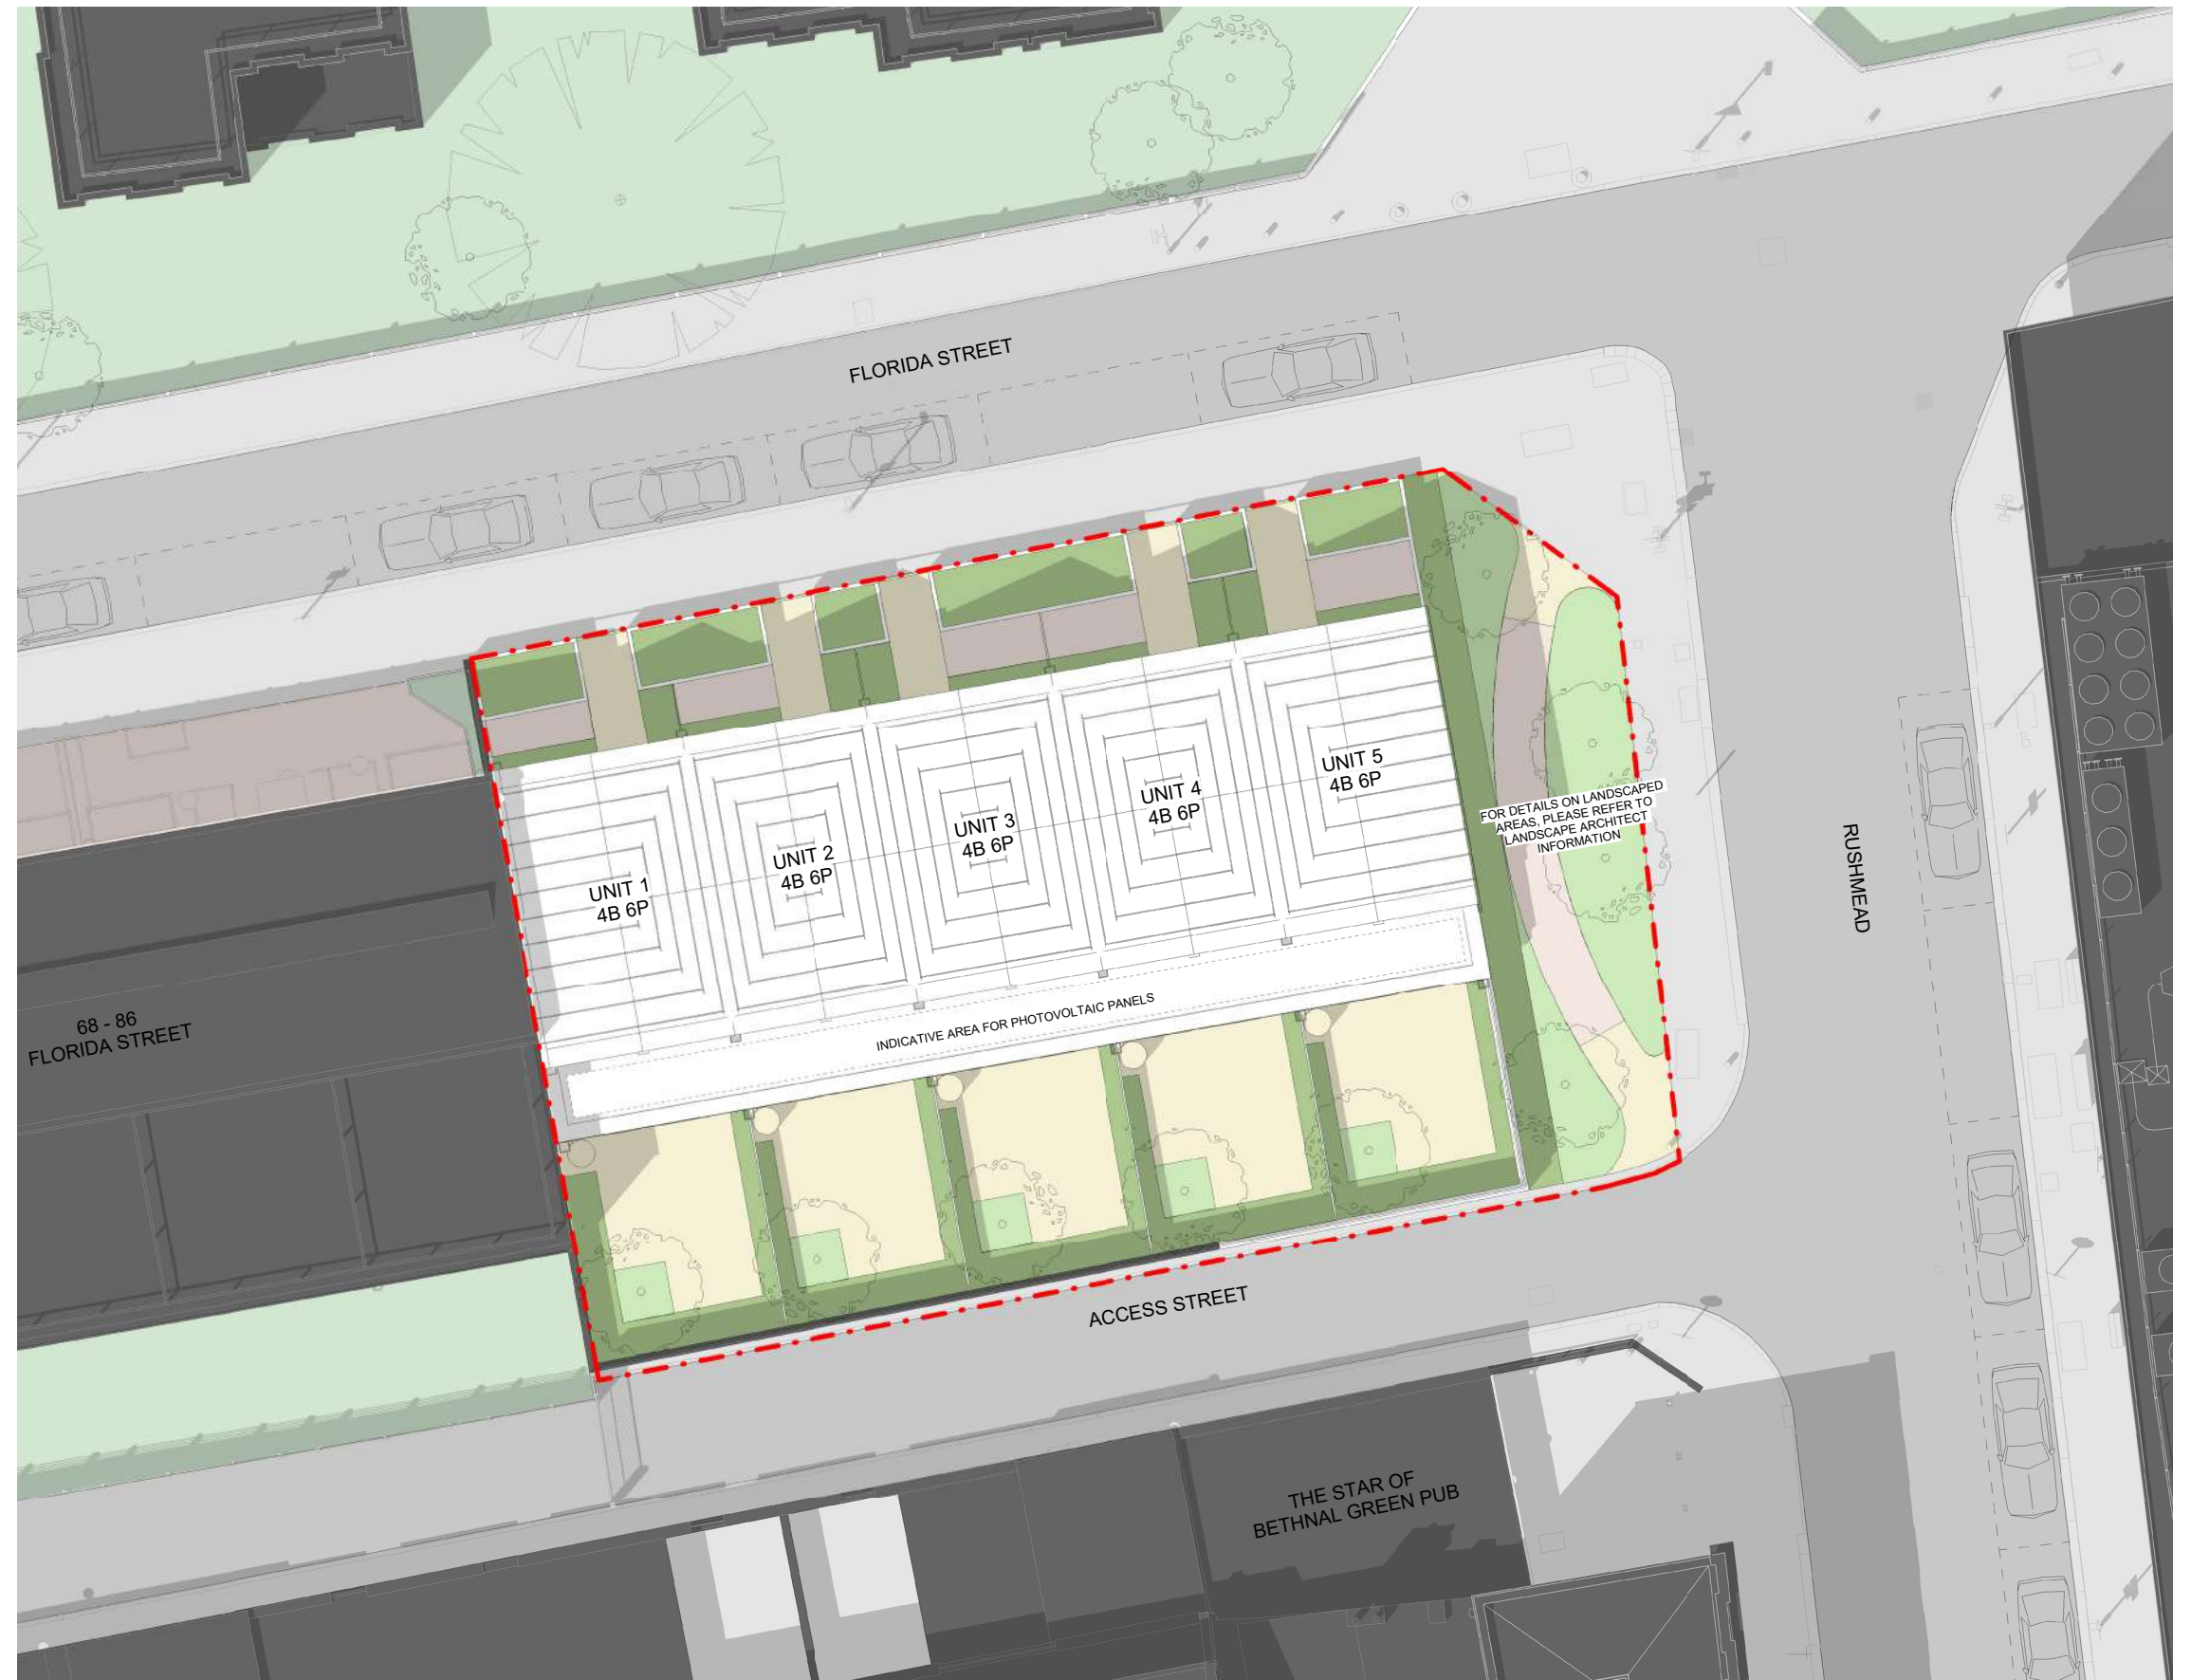 FLORIDA STREET
UNIT 5
4B 6P
UNIT 4
4B 6P
UNIT 3
4B 6P
UNIT 2
4B 6P
UNIT 1
4B 6P
FOR DETAILS ON LANDSCAPED
AREAS, PLEASE REFER TO
LANDSCAPE ARCHITECT
INFORMATION
RUSHMEAD
INDICATIVE AREA FOR PHOTOVOLTAIC PANELS
68 - 86
FLORIDA STREET
ACCESS STREET
THE STAR OF
BETHNAL GREEN PUB